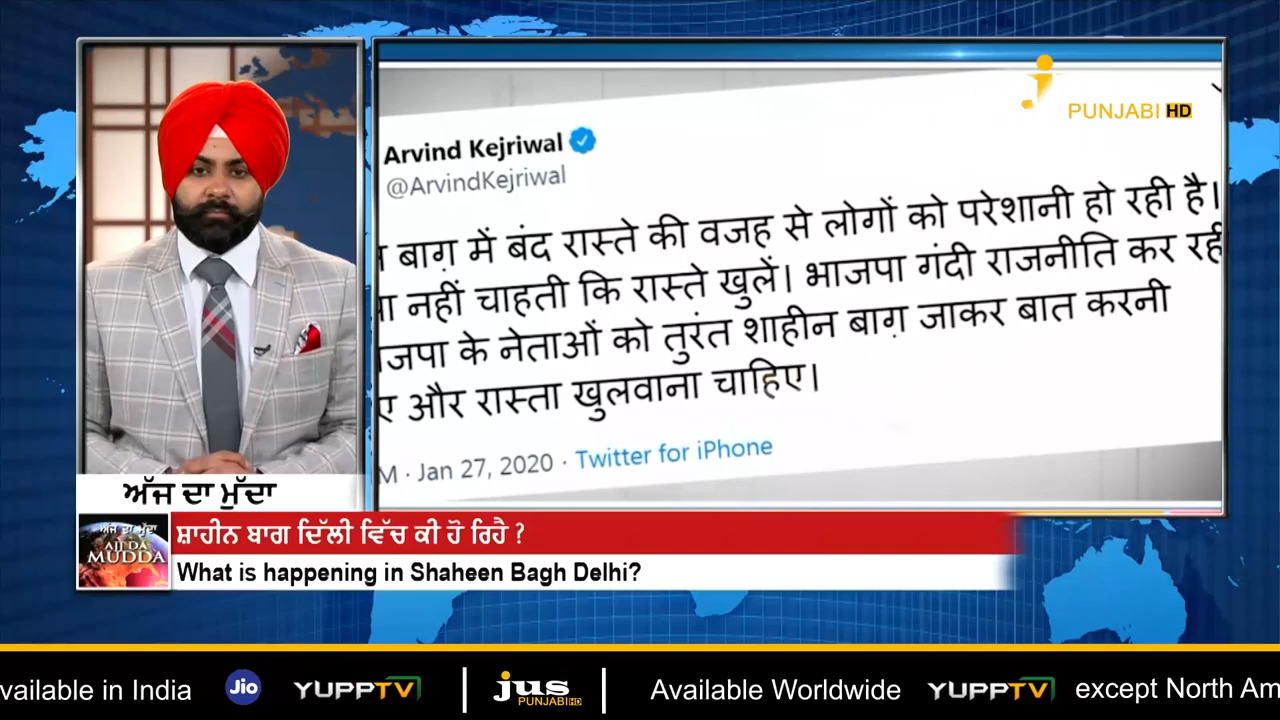 PUNJABI HD
Arvind Kejriwal
@ArvindKejriwal
बाग़ में बंद रास्ते की वजह से लोगों को परेशानी हो रही है।
नहीं चाहती कि रास्ते खुलें। भाजपा गंदी राजनीति कर रही
के नेताओं को तुरंत शाहीन बाग़ जाकर बात करनी
और रास्ता खुलवाना चाहिए।
M · Jan 27, 2020 · Twitter for iPhone
ਅੱਜ ਦਾ ਮੁੱਦਾ
ਅੱਜ ਦਾ ਮੁੱਦਾ
AJJ DA
MUDDA
ਸ਼ਾਹੀਨ ਬਾਗ ਦਿੱਲੀ ਵਿੱਚ ਕੀ ਹੋ ਰਿਹੈ ?
What is happening in Shaheen Bagh Delhi?
vailable in India Jio YUPPTV jus PUNJABI HD Available Worldwide YUPPTV except North Am